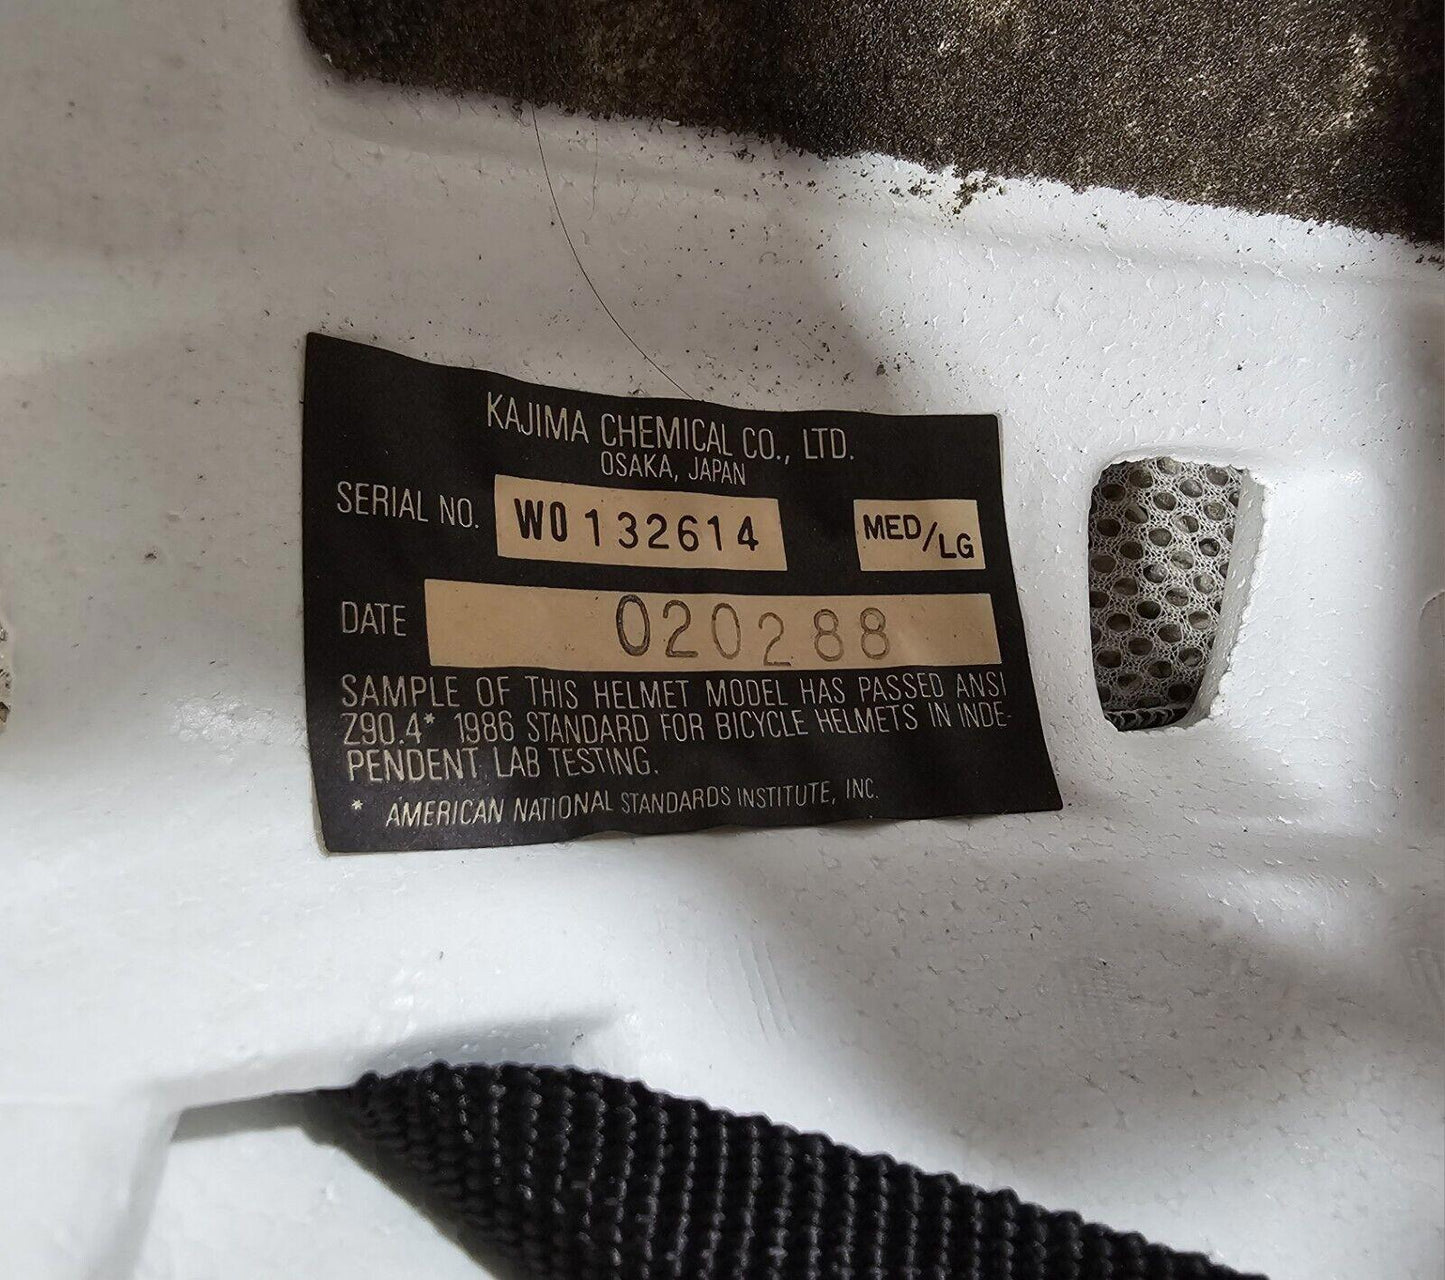 KAJIMA CHEMICAL CO., LTD.
OSAKA, JAPAN
SERIAL NO. W0132614 MED/LG
DATE 020288
SAMPLE OF THIS HELMET MODEL HAS PASSED ANSI
Z90.4* 1986 STANDARD FOR BICYCLE HELMETS IN INDE-
PENDENT LAB TESTING.
* AMERICAN NATIONAL STANDARDS INSTITUTE, INC.